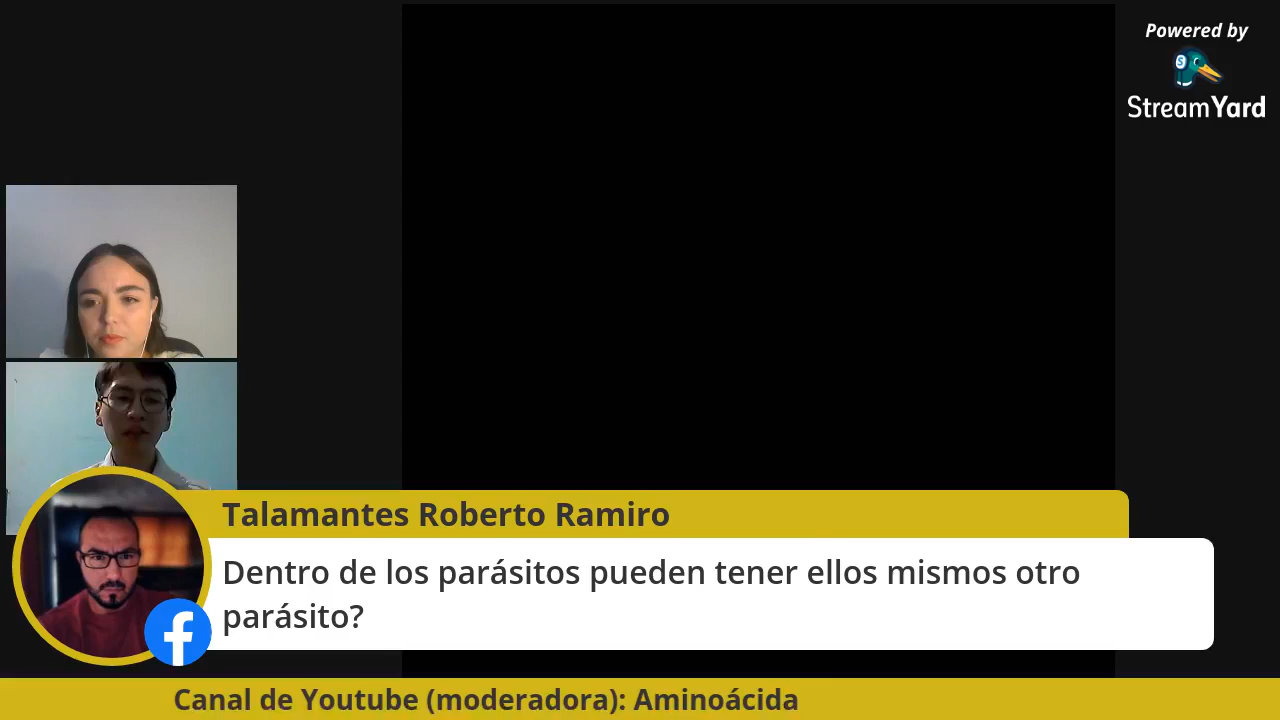 Powered by
StreamYard
Talamantes Roberto Ramiro
Dentro de los parásitos pueden tener ellos mismos otro
parásito?
Canal de Youtube (moderadora): Aminoácida